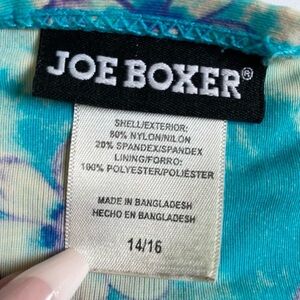 JOE BOXER®
SHELL/EXTERIOR:
80% NYLON/NILÓN
20% SPANDEX/SPANDEX
LINING/FORRO:
100% POLYESTER/POLIÉSTER
MADE IN BANGLADESH
HECHO EN BANGLADESH
14/16